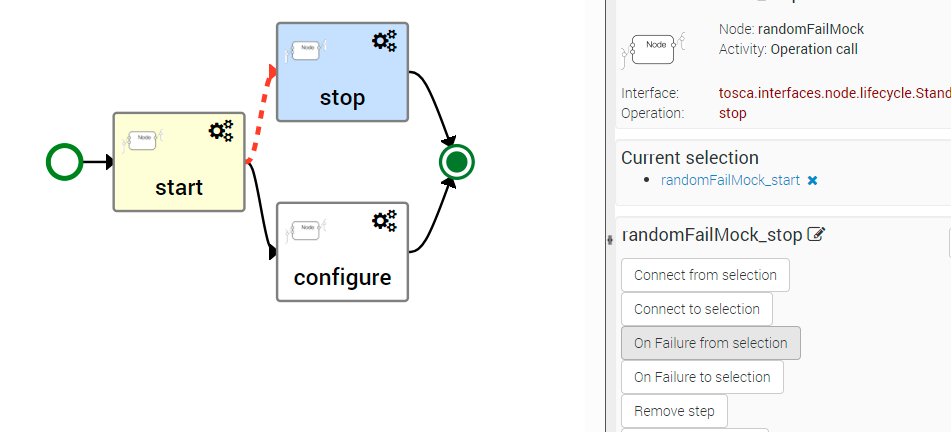 Node
stop
Node
start
Node
configure
Node
Node: randomFailMock
Activity: Operation call
Interface: tosca.interfaces.node.lifecycle.Stand
Operation: stop
Current selection
randomFailMock_start
randomFailMock_stop
Connect from selection
Connect to selection
On Failure from selection
On Failure to selection
Remove step